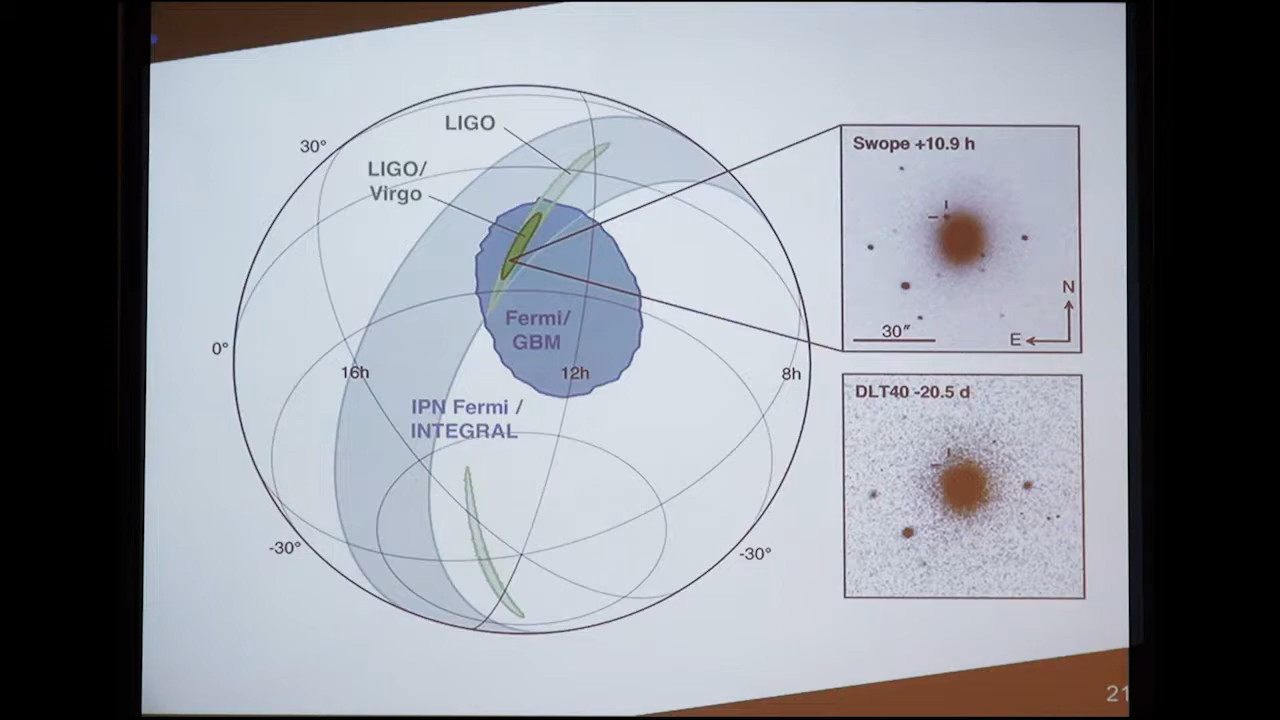 LIGO
30°
LIGO/
Virgo
Swope +10.9 h
N
30″
E
Fermi/
GBM
0°
16h
12h
8h
IPN Fermi /
INTEGRAL
DLT40 -20.5 d
-30°
-30°
21